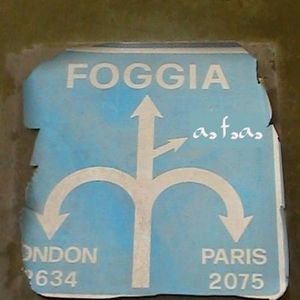 FOGGIA
a,f,a,
ONDON
PARIS
2634
2075